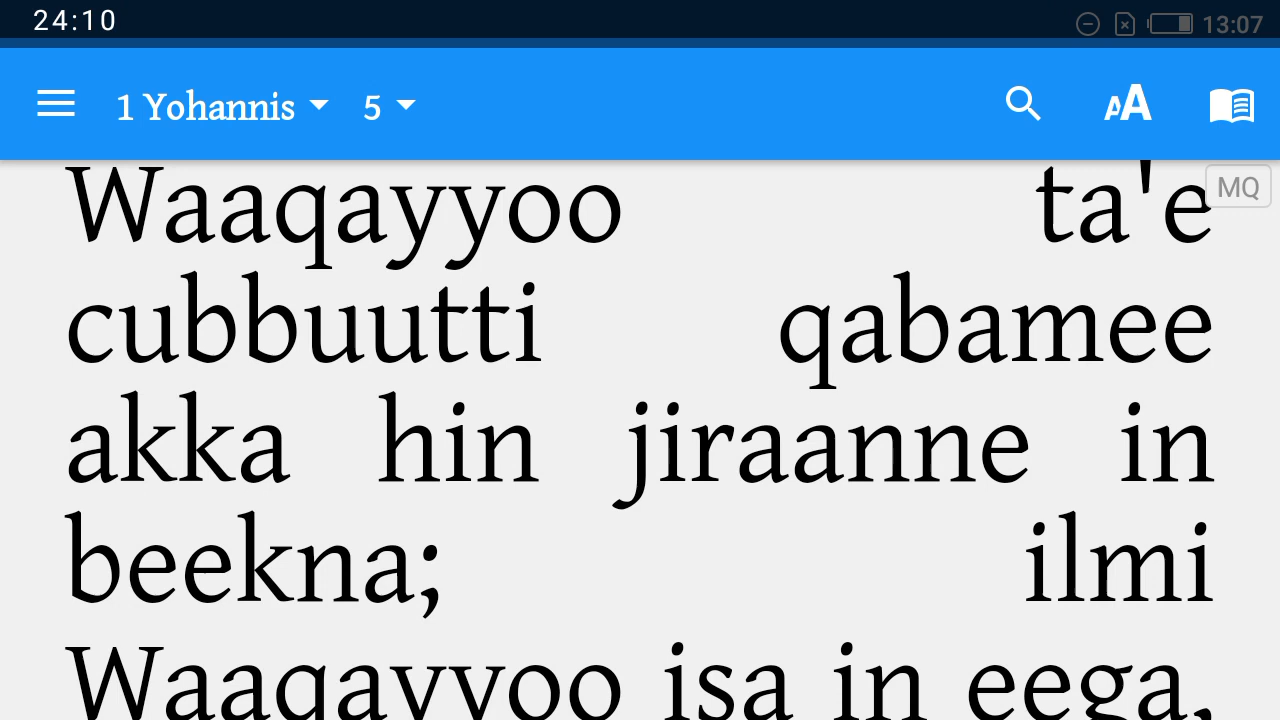 24:10
13:07
1 Yohannis 5
AA
MQ
Waaqayyoo ta'e
cubbuutti qabamee
akka hin jiraanne in
beekna; ilmi
Waaqayyoo isa in eega,